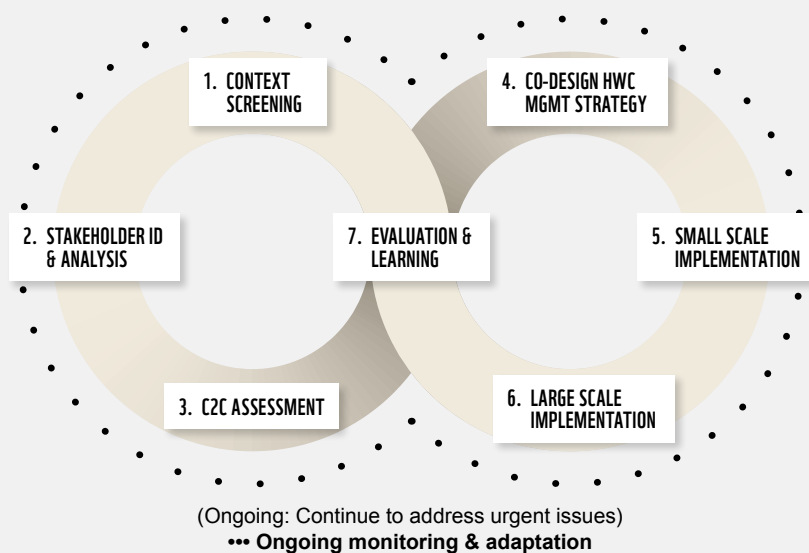 1. CONTEXT
SCREENING
2. STAKEHOLDER ID
& ANALYSIS
3. C2C ASSESSMENT
4. CO-DESIGN HWC
MGMT STRATEGY
5. SMALL SCALE
IMPLEMENTATION
6. LARGE SCALE
IMPLEMENTATION
7. EVALUATION &
LEARNING
(Ongoing: Continue to address urgent issues)
••• Ongoing monitoring & adaptation